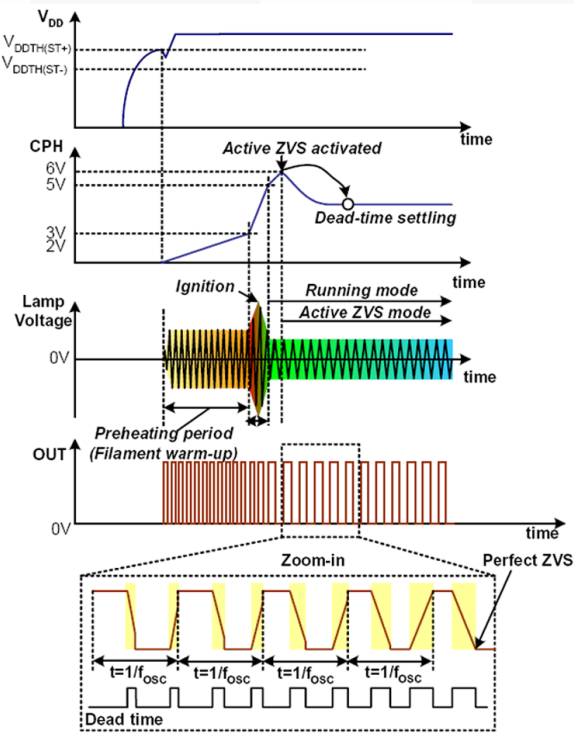 VDD
VDDTH(ST+)
VDDTH(ST-)
time
CPH
Active ZVS activated
6V
5V
Dead-time settling
3V
2V
time
Ignition
Running mode
Lamp
Voltage
Active ZVS mode
0V
time
Preheating period
(Filament warm-up)
OUT
0V
time
Zoom-in
Perfect ZVS
t=1/fosc
t=1/fosc
t=1/fosc
t=1/fosc
Dead time